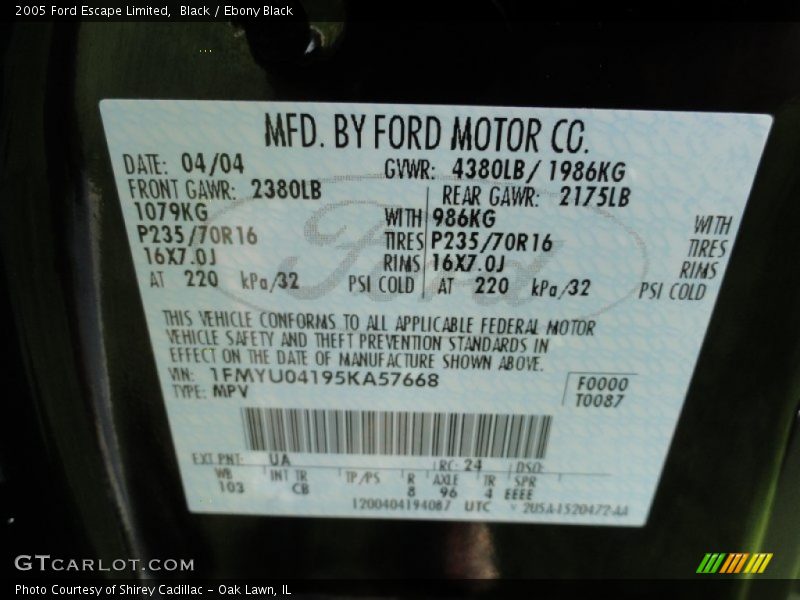 2005 Ford Escape Limited,  Black / Ebony Black
MFD. BY FORD MOTOR CO.
DATE: 04/04 GVWR: 4380LB/ 1986KG
FRONT GAWR: 2380LB REAR GAWR: 2175LB
1079KG WITH 986KG WITH
P235/70R16 TIRES P235/70R16 TIRES
16X7.0J RIMS 16X7.0J RIMS
AT 220 kPa/32 PSI COLD AT 220 kPa/32 PSI COLD
THIS VEHICLE CONFORMS TO ALL APPLICABLE FEDERAL MOTOR
VEHICLE SAFETY AND THEFT PREVENTION STANDARDS IN
EFFECT ON THE DATE OF MANUFACTURE SHOWN ABOVE.
VIN: 1FMYU04195KA57668 F0000
TYPE: MPV T0087
EXT PNT: UA RC: 24 DSO:
WB INT TR TP/PS R AXLE TR SPR
103 CB 8 96 4 EEEE
1200404194087 UTC
2U5A-1520472-AA
Ford
GTCARLOT.COM
Photo Courtesy of Shirey Cadillac - Oak Lawn, IL